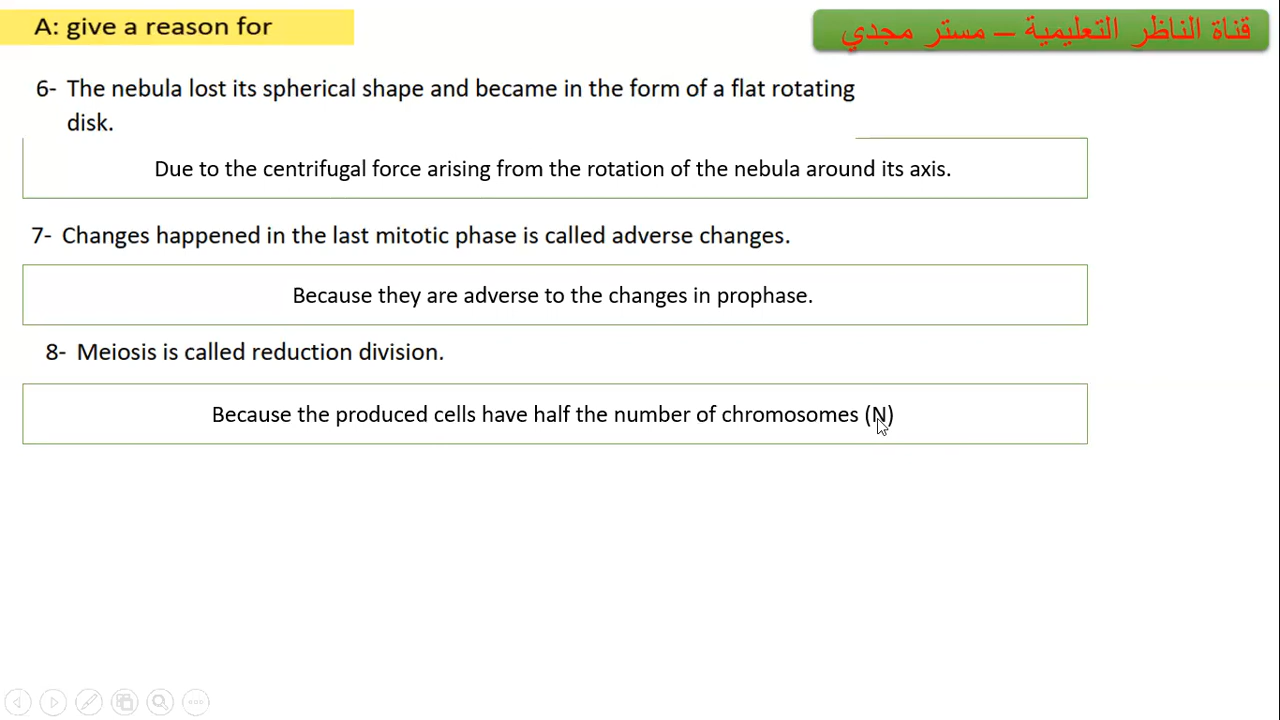 A: give a reason for
قناة الناظر التعليمية – مستر مجدي
6- The nebula lost its spherical shape and became in the form of a flat rotating
disk.
Due to the centrifugal force arising from the rotation of the nebula around its axis.
7- Changes happened in the last mitotic phase is called adverse changes.
Because they are adverse to the changes in prophase.
8- Meiosis is called reduction division.
Because the produced cells have half the number of chromosomes (N)